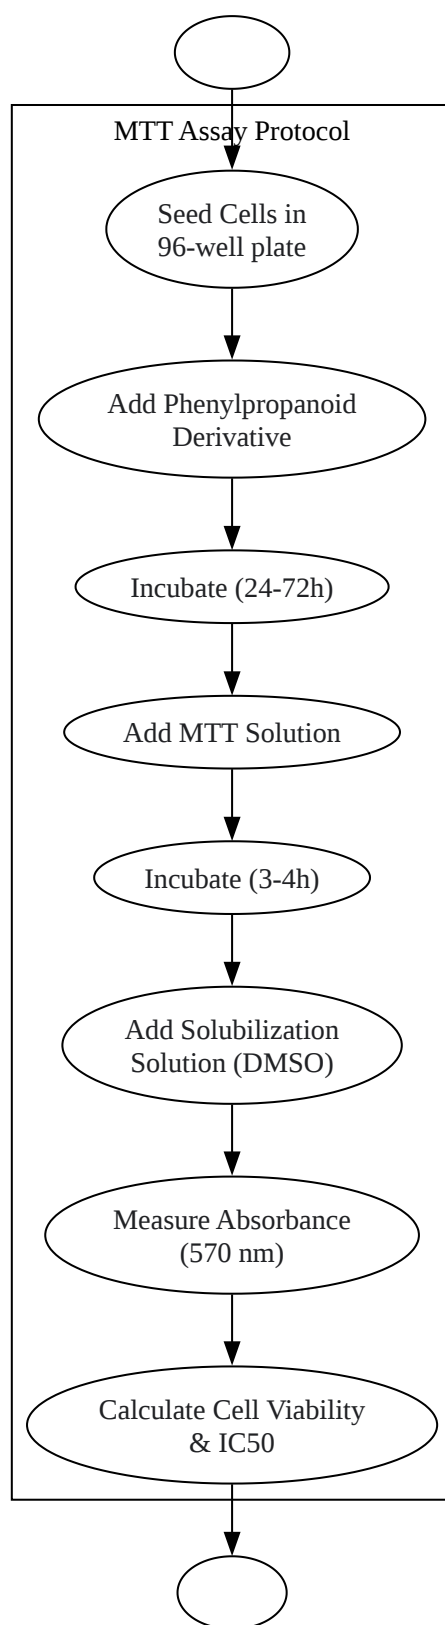 MTT Assay Protocol
Seed Cells in
96-well plate
Add Phenylpropanoid
Derivative
Incubate (24-72h)
Add MTT Solution
Incubate (3-4h)
Add Solubilization
Solution (DMSO)
Measure Absorbance
(570 nm)
Calculate Cell Viability
& IC50